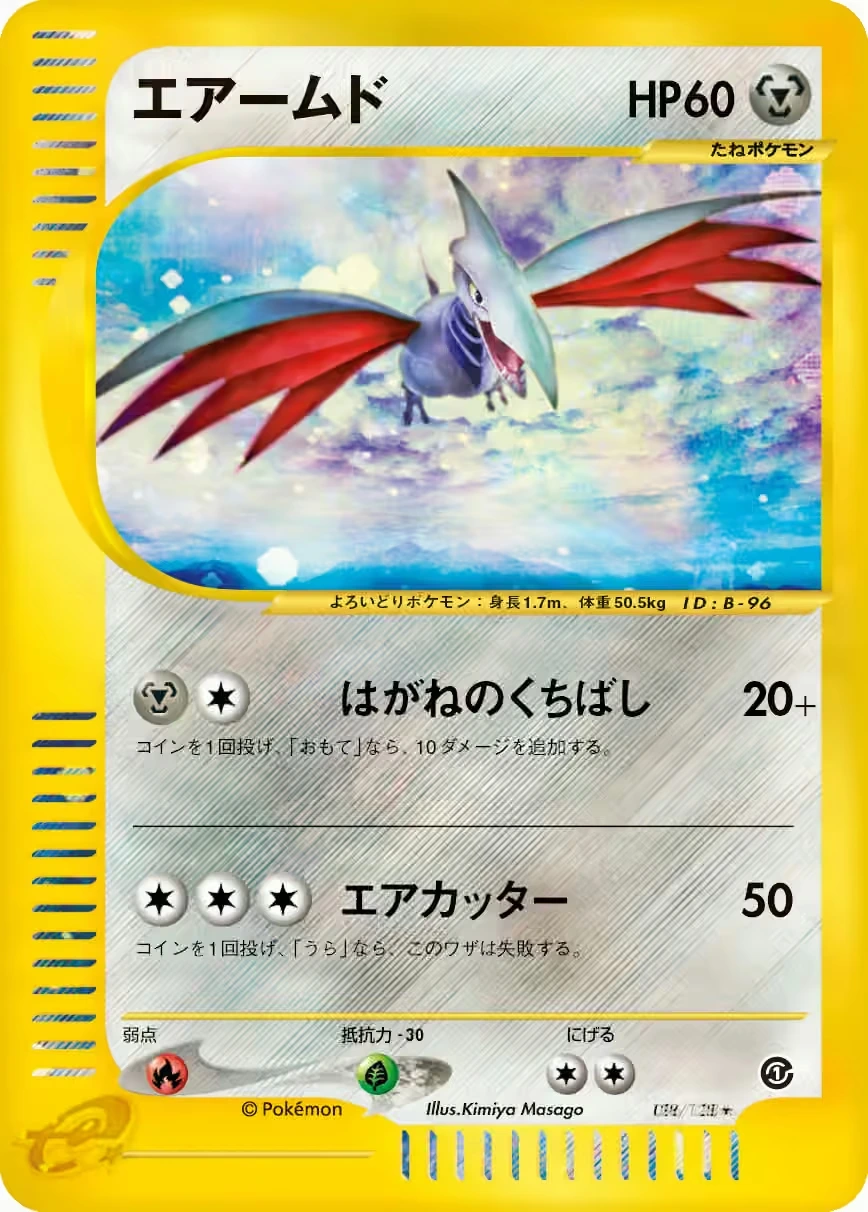 エアームド
HP60
たねポケモン
よろいどりポケモン：身長1.7m、体重50.5kg ID：B-96
はがねのくちばし 20+
コインを1回投げ、「おもて」なら、10ダメージを追加する。
エアカッター 50
コインを1回投げ、「うら」なら、このワザは失敗する。
弱点 抵抗力 -30 にげる
© Pokémon Illus.Kimiya Masago